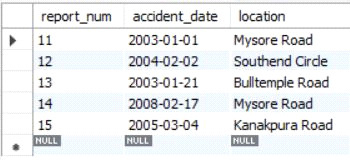 report_num accident_date location
11 2003-01-01 Mysore Road
12 2004-02-02 Southend Circle
13 2003-01-21 Bulltemple Road
14 2008-02-17 Mysore Road
15 2005-03-04 Kanakpura Road
NULL NULL NULL